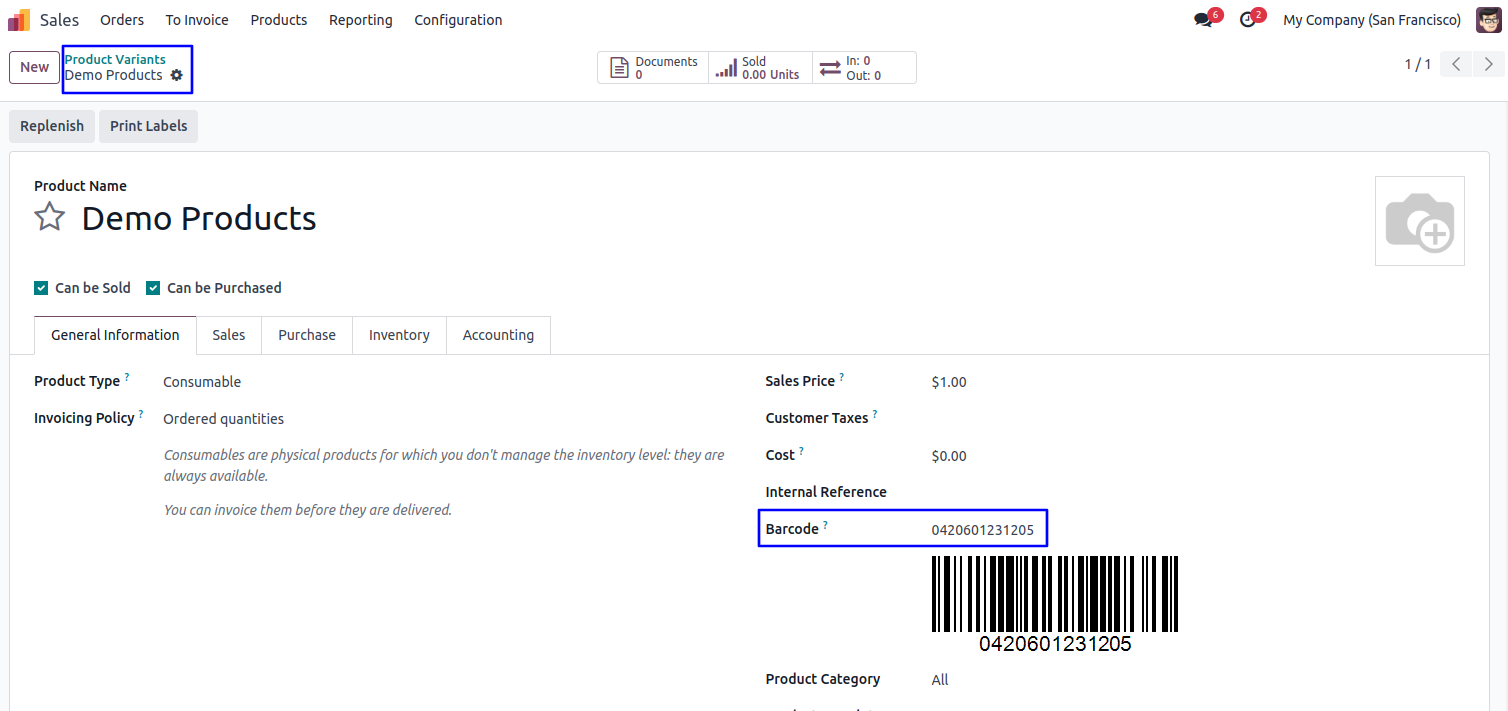 Sales Orders To Invoice Products Reporting Configuration 6 2 My Company (San Francisco)
New Product Variants
Demo Products
Documents
0
Sold
0.00 Units
In: 0
Out: 0
1 / 1
Replenish Print Labels
Product Name
Demo Products
Can be Sold Can be Purchased
General Information Sales Purchase Inventory Accounting
Product Type ? Consumable
Invoicing Policy ? Ordered quantities
Consumables are physical products for which you don't manage the inventory level: they are
always available.
You can invoice them before they are delivered.
Sales Price ? $1.00
Customer Taxes ?
Cost ? $0.00
Internal Reference
Barcode ? 0420601231205
0420601231205
Product Category All